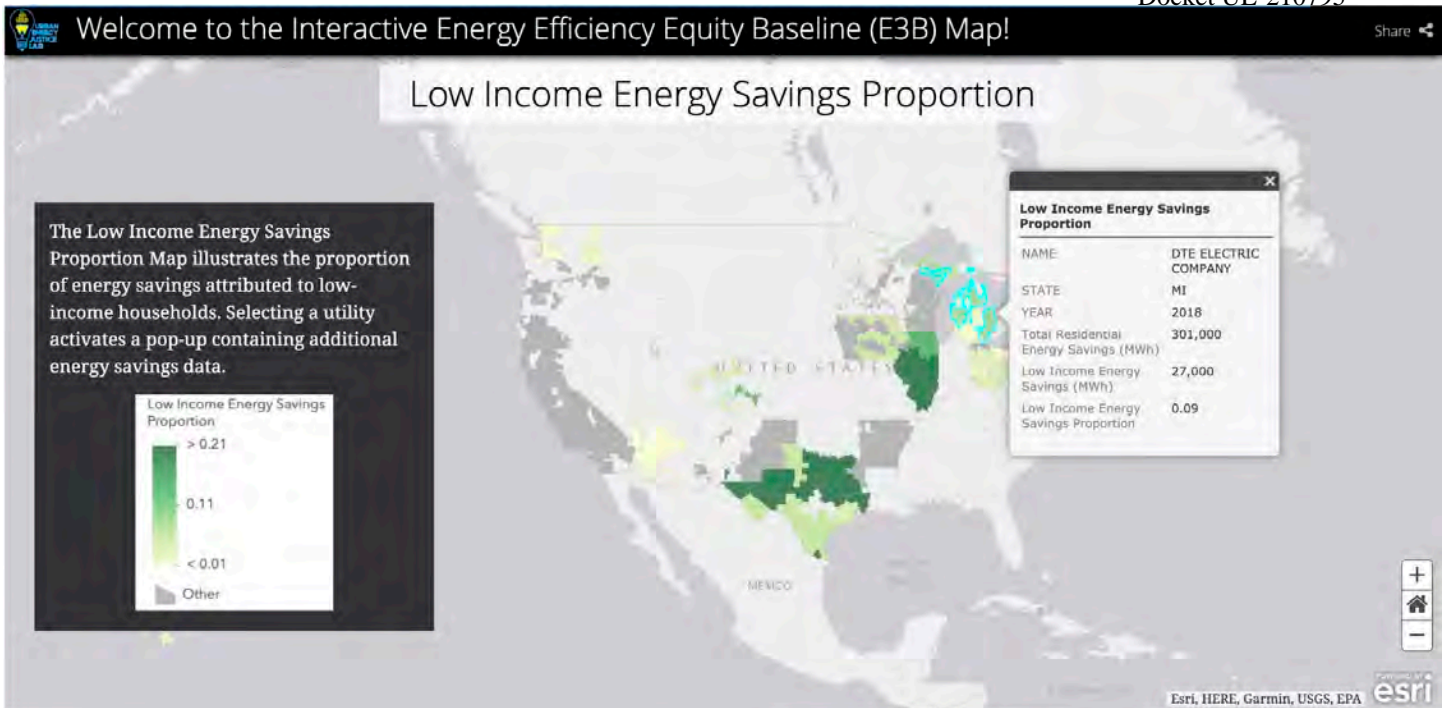 Docket UE-210795
URBAN
ENERGY
JUSTICE
LAB
Welcome to the Interactive Energy Efficiency Equity Baseline (E3B) Map!
Share
Low Income Energy Savings Proportion
The Low Income Energy Savings
Proportion Map illustrates the proportion
of energy savings attributed to low-
income households. Selecting a utility
activates a pop-up containing additional
energy savings data.
Low Income Energy Savings
Proportion
> 0.21
0.11
< 0.01
Other
UNITED STATES
MEXICO
Low Income Energy Savings
Proportion
NAME DTE ELECTRIC
COMPANY
STATE MI
YEAR 2018
Total Residential 301,000
Energy Savings (MWh)
Low Income Energy 27,000
Savings (MWh)
Low Income Energy 0.09
Savings Proportion
+
−
Esri, HERE, Garmin, USGS, EPA
esri